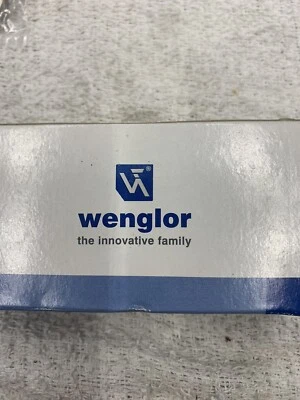 ®
wenglor
the innovative family